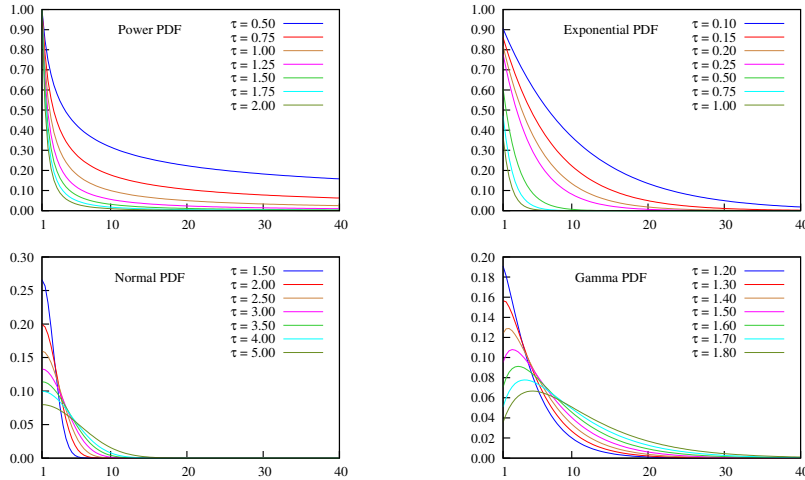 Power PDF
τ = 0.50
τ = 0.75
τ = 1.00
τ = 1.25
τ = 1.50
τ = 1.75
τ = 2.00
1.00
0.90
0.80
0.70
0.60
0.50
0.40
0.30
0.20
0.10
0.00
1 10 20 30 40
Exponential PDF
τ = 0.10
τ = 0.15
τ = 0.20
τ = 0.25
τ = 0.50
τ = 0.75
τ = 1.00
1.00
0.90
0.80
0.70
0.60
0.50
0.40
0.30
0.20
0.10
0.00
1 10 20 30 40
Normal PDF
τ = 1.50
τ = 2.00
τ = 2.50
τ = 3.00
τ = 3.50
τ = 4.00
τ = 5.00
0.30
0.25
0.20
0.15
0.10
0.05
0.00
1 10 20 30 40
Gamma PDF
τ = 1.20
τ = 1.30
τ = 1.40
τ = 1.50
τ = 1.60
τ = 1.70
τ = 1.80
0.20
0.18
0.16
0.14
0.12
0.10
0.08
0.06
0.04
0.02
0.00
1 10 20 30 40